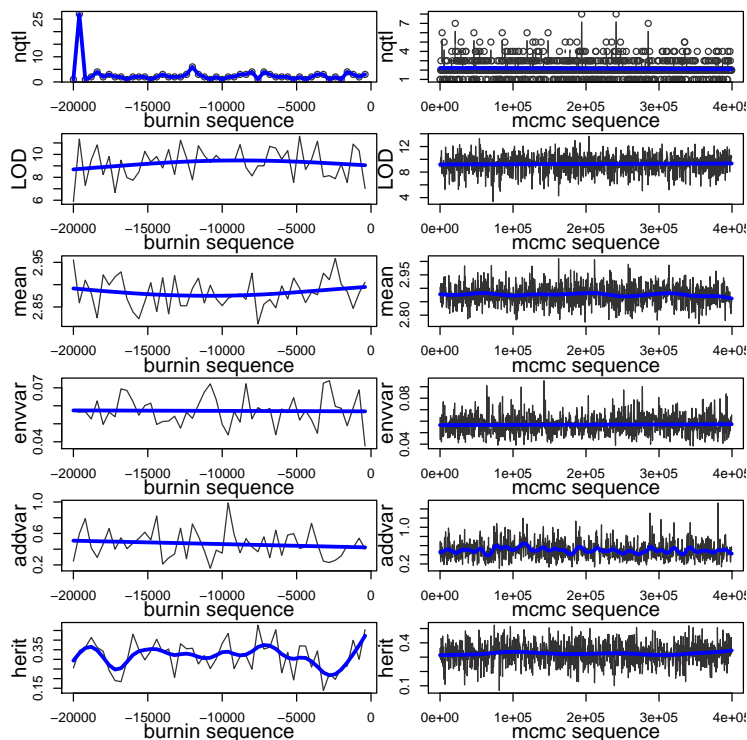 nqtl
25
10
0
−20000 −15000 −10000 −5000 0
burnin sequence
nqtl
7
4
1
0e+00 1e+05 2e+05 3e+05 4e+05
mcmc sequence
LOD
10
8
6
−20000 −15000 −10000 −5000 0
burnin sequence
LOD
12
8
4
0e+00 1e+05 2e+05 3e+05 4e+05
mcmc sequence
mean
2.95
2.85
−20000 −15000 −10000 −5000 0
burnin sequence
mean
2.95
2.80
0e+00 1e+05 2e+05 3e+05 4e+05
mcmc sequence
envvar
0.07
0.04
−20000 −15000 −10000 −5000 0
burnin sequence
envvar
0.08
0.04
0e+00 1e+05 2e+05 3e+05 4e+05
mcmc sequence
addvar
1.0
0.6
0.2
−20000 −15000 −10000 −5000 0
burnin sequence
addvar
1.0
0.2
0e+00 1e+05 2e+05 3e+05 4e+05
mcmc sequence
herit
0.35
0.15
−20000 −15000 −10000 −5000 0
burnin sequence
herit
0.4
0.1
0e+00 1e+05 2e+05 3e+05 4e+05
mcmc sequence